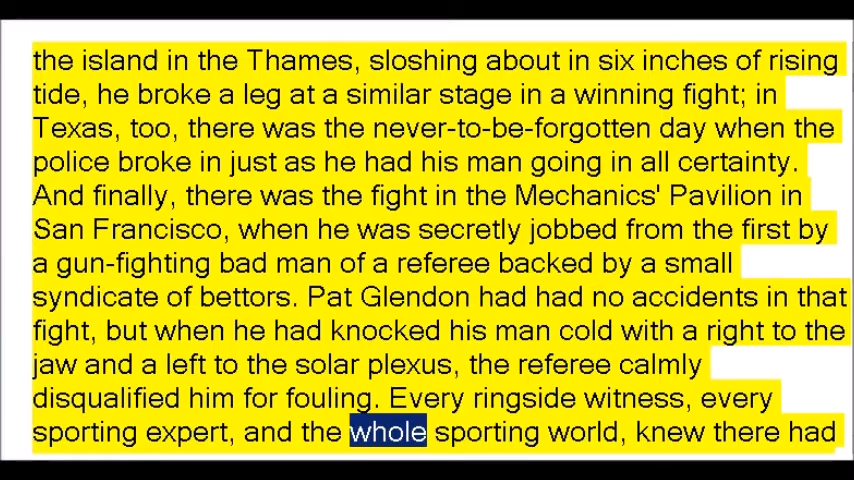 the island in the Thames, sloshing about in six inches of rising
tide, he broke a leg at a similar stage in a winning fight; in
Texas, too, there was the never-to-be-forgotten day when the
police broke in just as he had his man going in all certainty.
And finally, there was the fight in the Mechanics' Pavilion in
San Francisco, when he was secretly jobbed from the first by
a gun-fighting bad man of a referee backed by a small
syndicate of bettors. Pat Glendon had had no accidents in that
fight, but when he had knocked his man cold with a right to the
jaw and a left to the solar plexus, the referee calmly
disqualified him for fouling. Every ringside witness, every
sporting expert, and the whole sporting world, knew there had